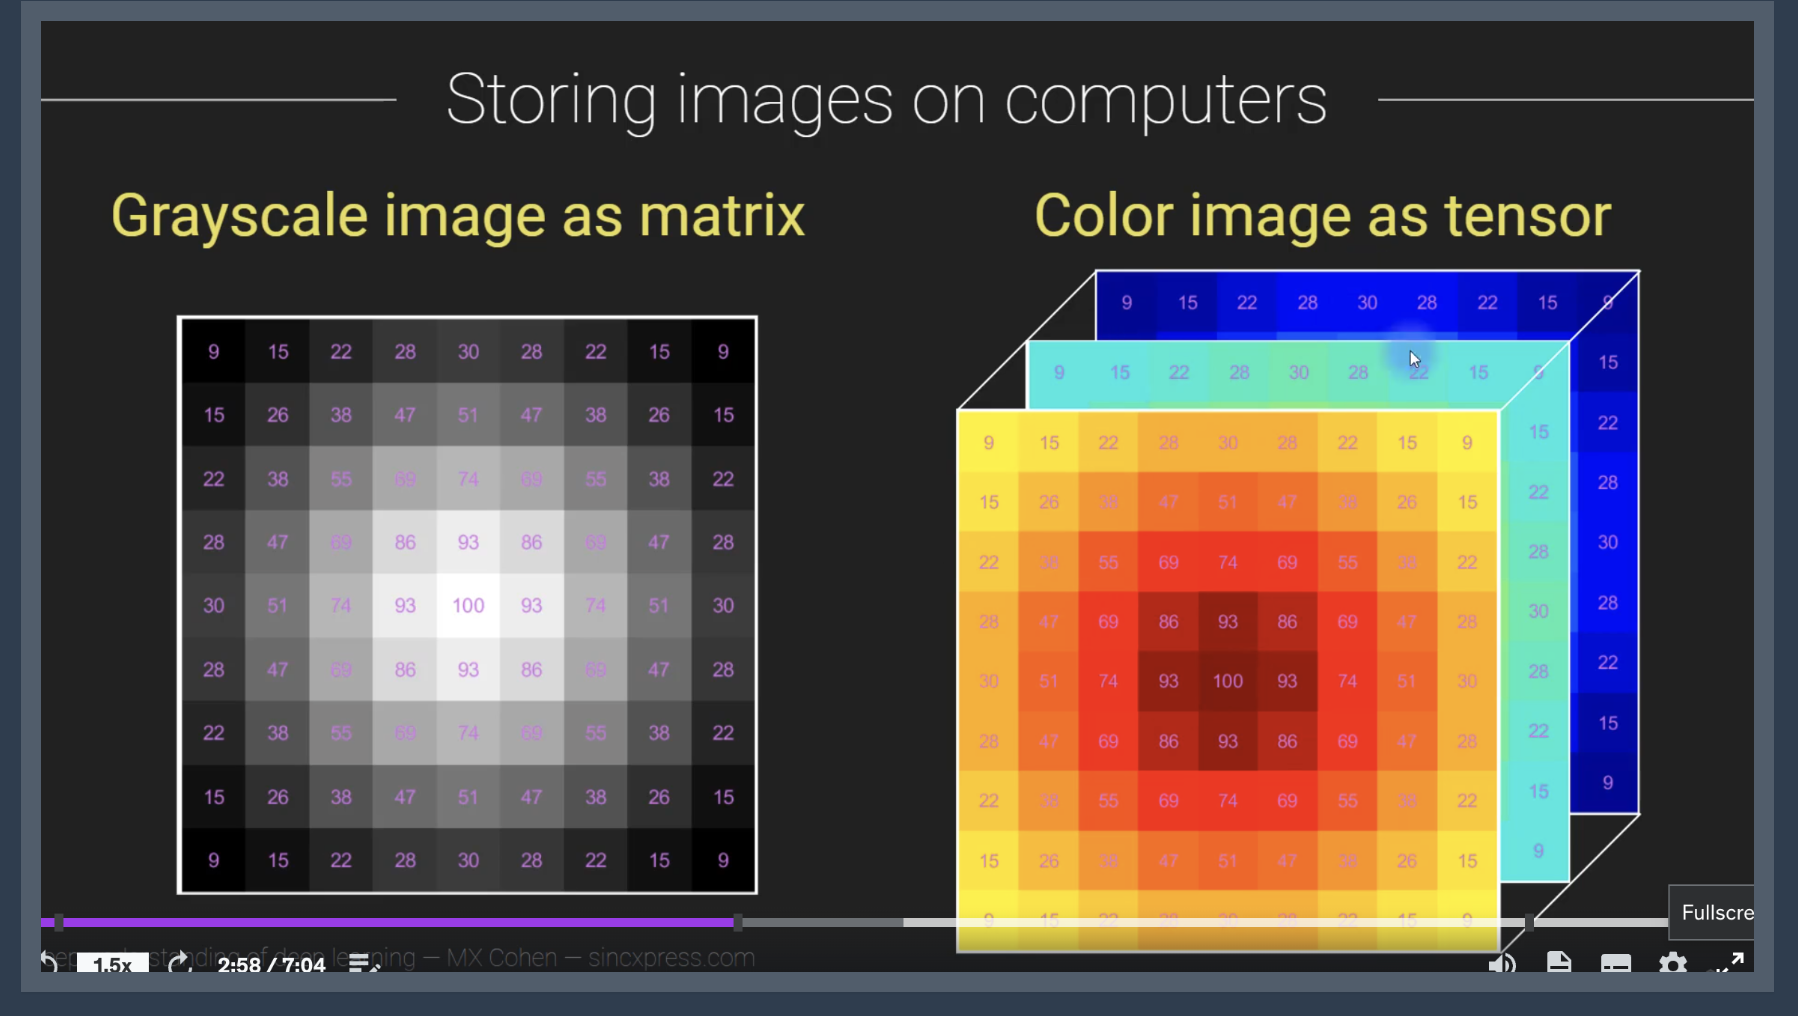 Storing images on computers
Grayscale image as matrix
9 15 22 28 30 28 22 15 9
15 26 38 47 51 47 38 26 15
22 38 55 69 74 69 55 38 22
28 47 69 86 93 86 69 47 28
30 51 74 93 100 93 74 51 30
28 47 69 86 93 86 69 47 28
22 38 55 69 74 69 55 38 22
15 26 38 47 51 47 38 26 15
9 15 22 28 30 28 22 15 9
Color image as tensor
9 15 22 28 30 28 22 15 9
15
22
28
30
28
22
15
9
9 15 22 28 30 28 22 15 9
15
22
28
30
28
22
15
9
9 15 22 28 30 28 22 15 9
15 26 38 47 51 47 38 26 15
22 38 55 69 74 69 55 38 22
28 47 69 86 93 86 69 47 28
30 51 74 93 100 93 74 51 30
28 47 69 86 93 86 69 47 28
22 38 55 69 74 69 55 38 22
15 26 38 47 51 47 38 26 15
9 15 22 28 30 28 22 15 9
Fullscre
of deep learning — MX Cohen — sincxpress.com
1.5x 2:58 / 7:04